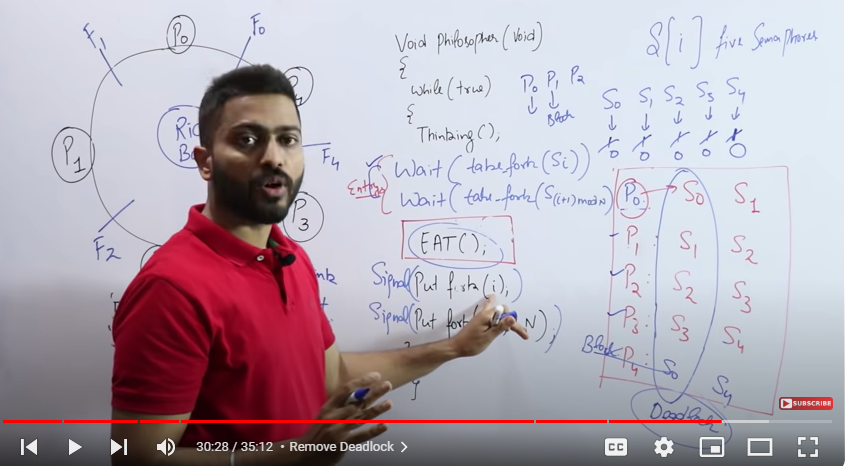 F1
P0
F0
P4
P1
F4
P3
F2
Ri
Void philosopher(void)
{
while(true)
{
Thinking();
Wait(take_fork(Si))
Wait(take_fork(S(i+1)mod N)
Entry
EAT();
Signal(Put fork(i);)
Signal(Put fork( N);)
}
P0 P1 P2
Block
S[i] five Semaphores
S0 S1 S2 S3 S4
0 0 0 0 0
P0 S0 S1
P1 : S1 S2
P2 : S2 S3
P3 : S3 S4
Block P4 : S0 S4
Deadlock
SUBSCRIBE
30:28 / 35:12 • Remove Deadlock
CC